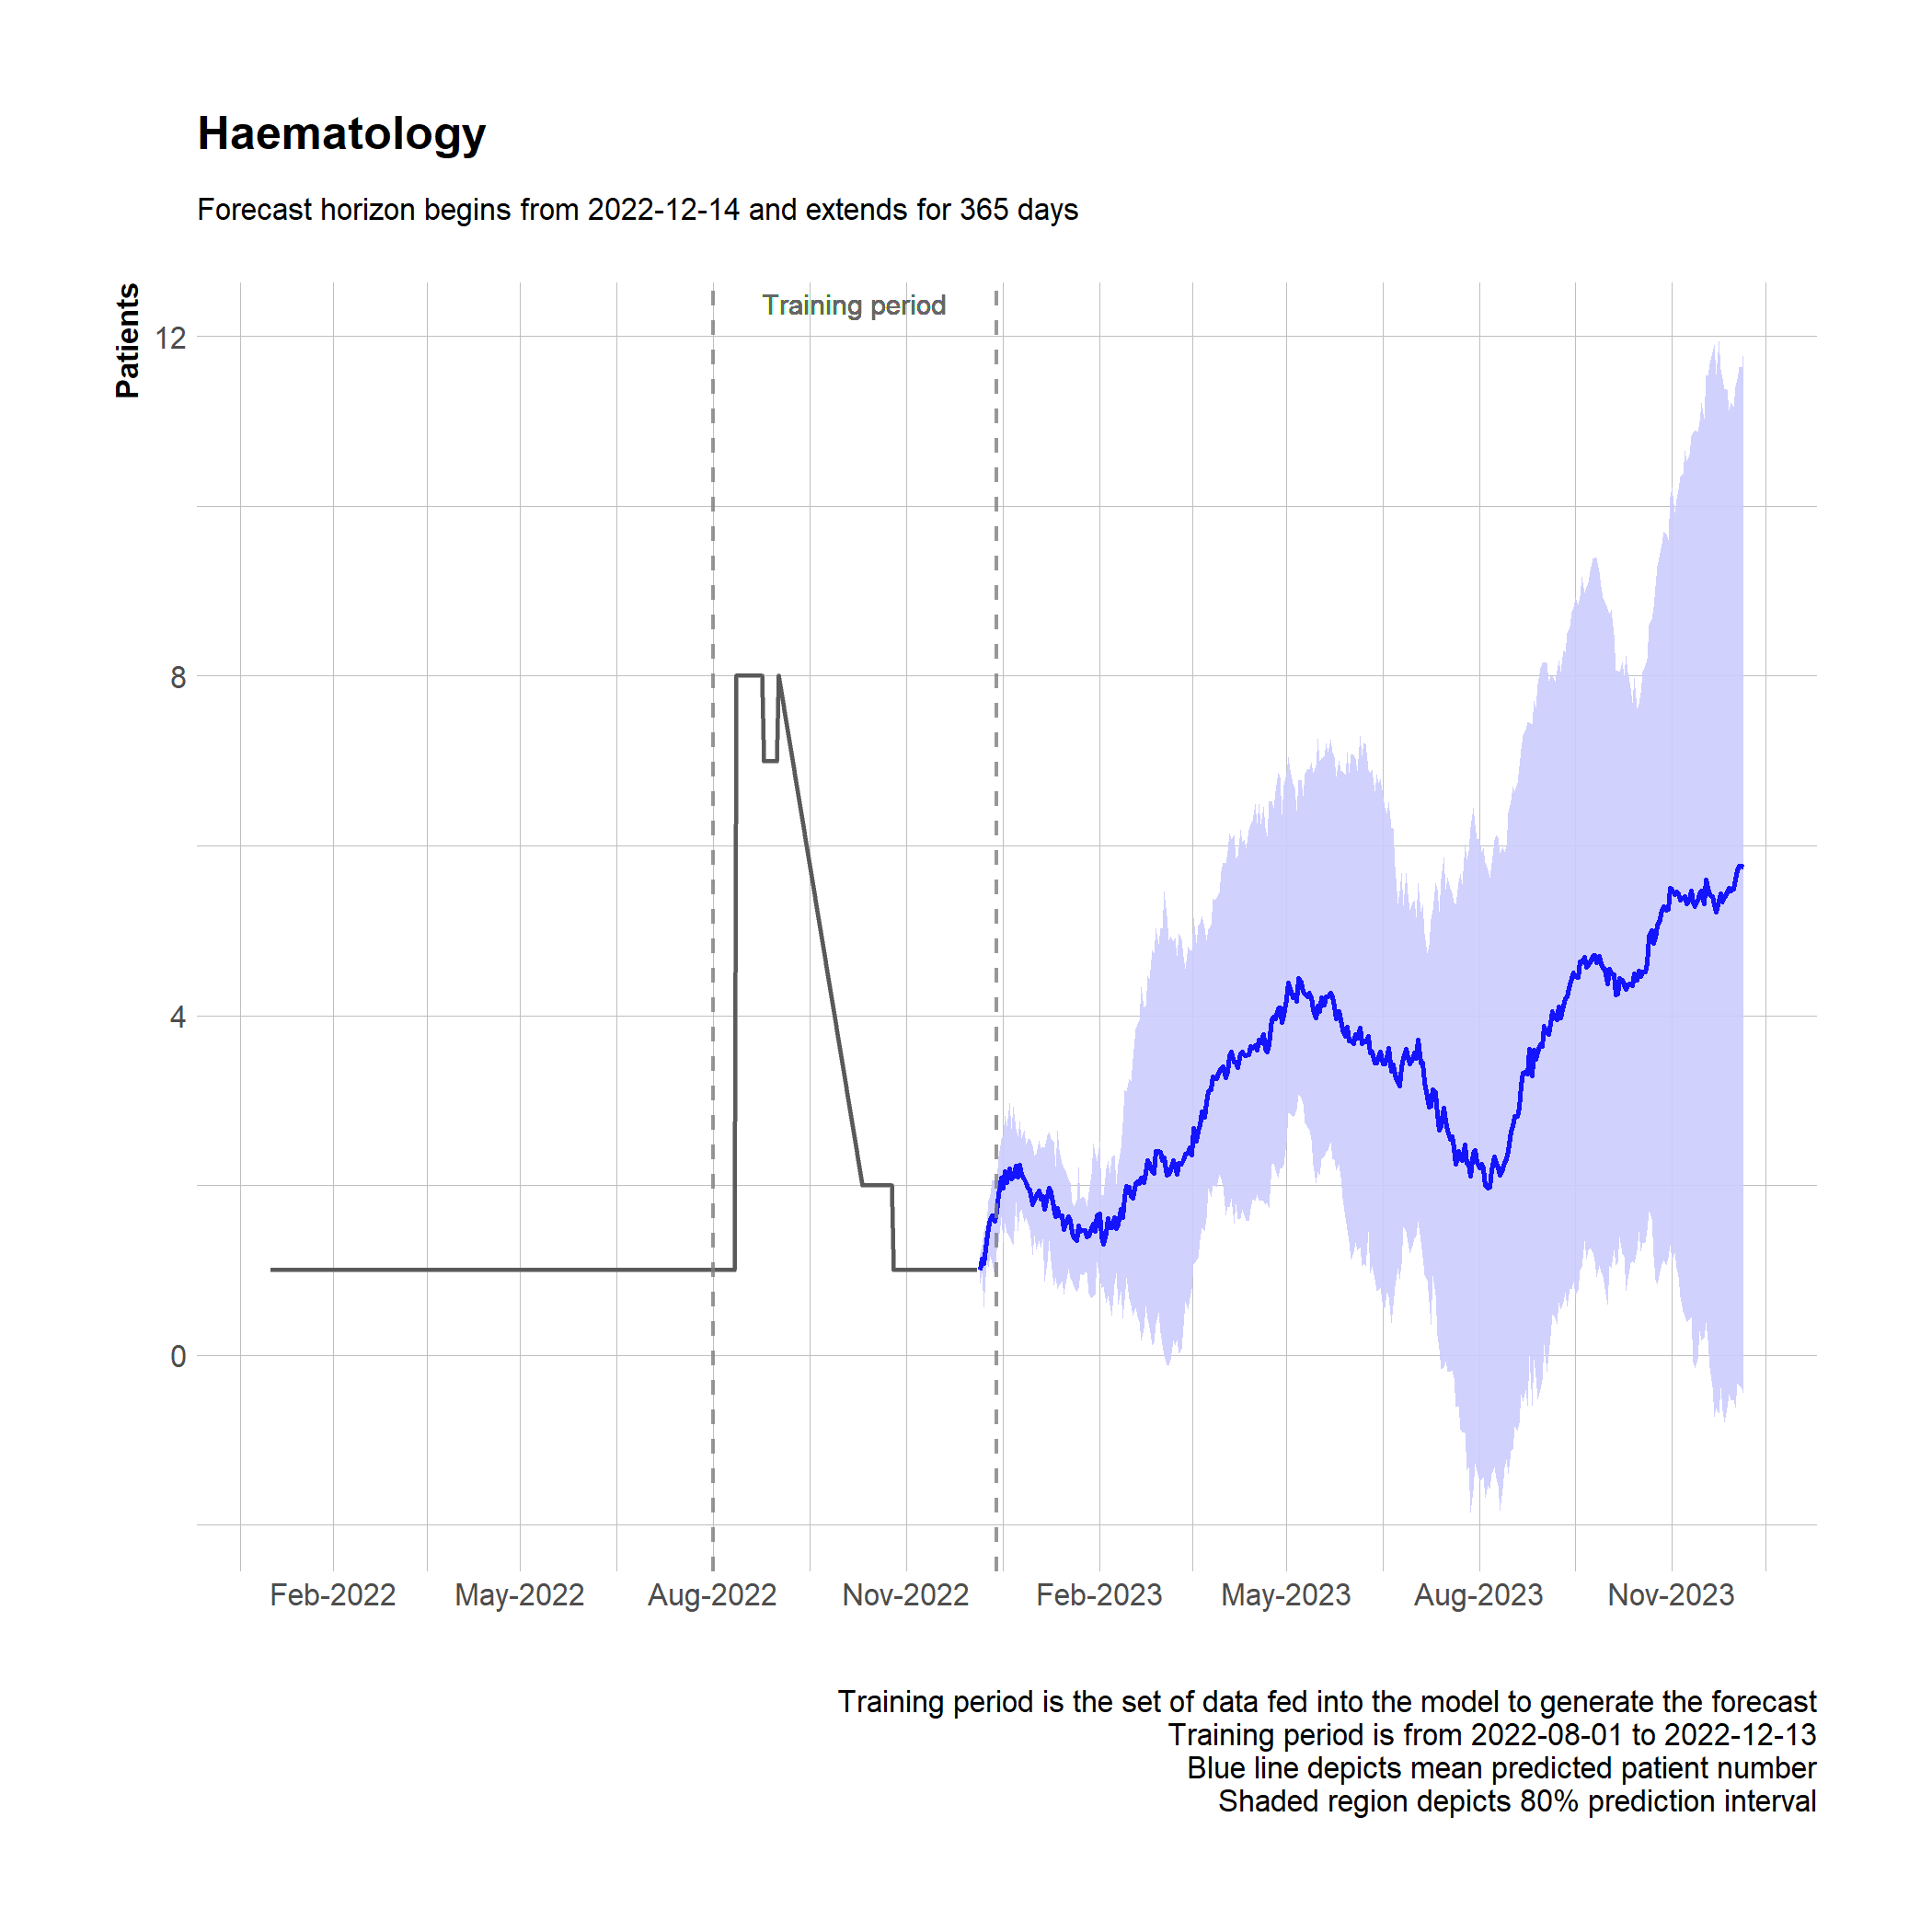 Haematology
Forecast horizon begins from 2022-12-14 and extends for 365 days
Patients
Training period
12
8
4
0
Feb-2022 May-2022 Aug-2022 Nov-2022 Feb-2023 May-2023 Aug-2023 Nov-2023
Training period is the set of data fed into the model to generate the forecast
Training period is from 2022-08-01 to 2022-12-13
Blue line depicts mean predicted patient number
Shaded region depicts 80% prediction interval